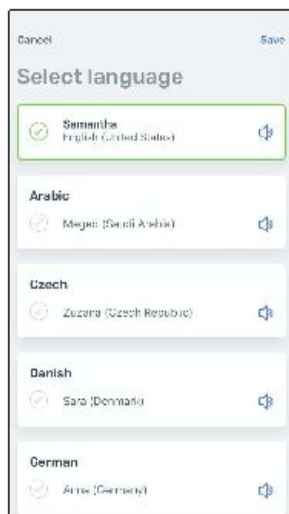 Cancel
Save
Select language
Samantha
English (United States)
Arabic
Maged (Saudi Arabia)
Czech
Zuzana (Czech Republic)
Danish
Sara (Denmark)
German
Anna (Germany)